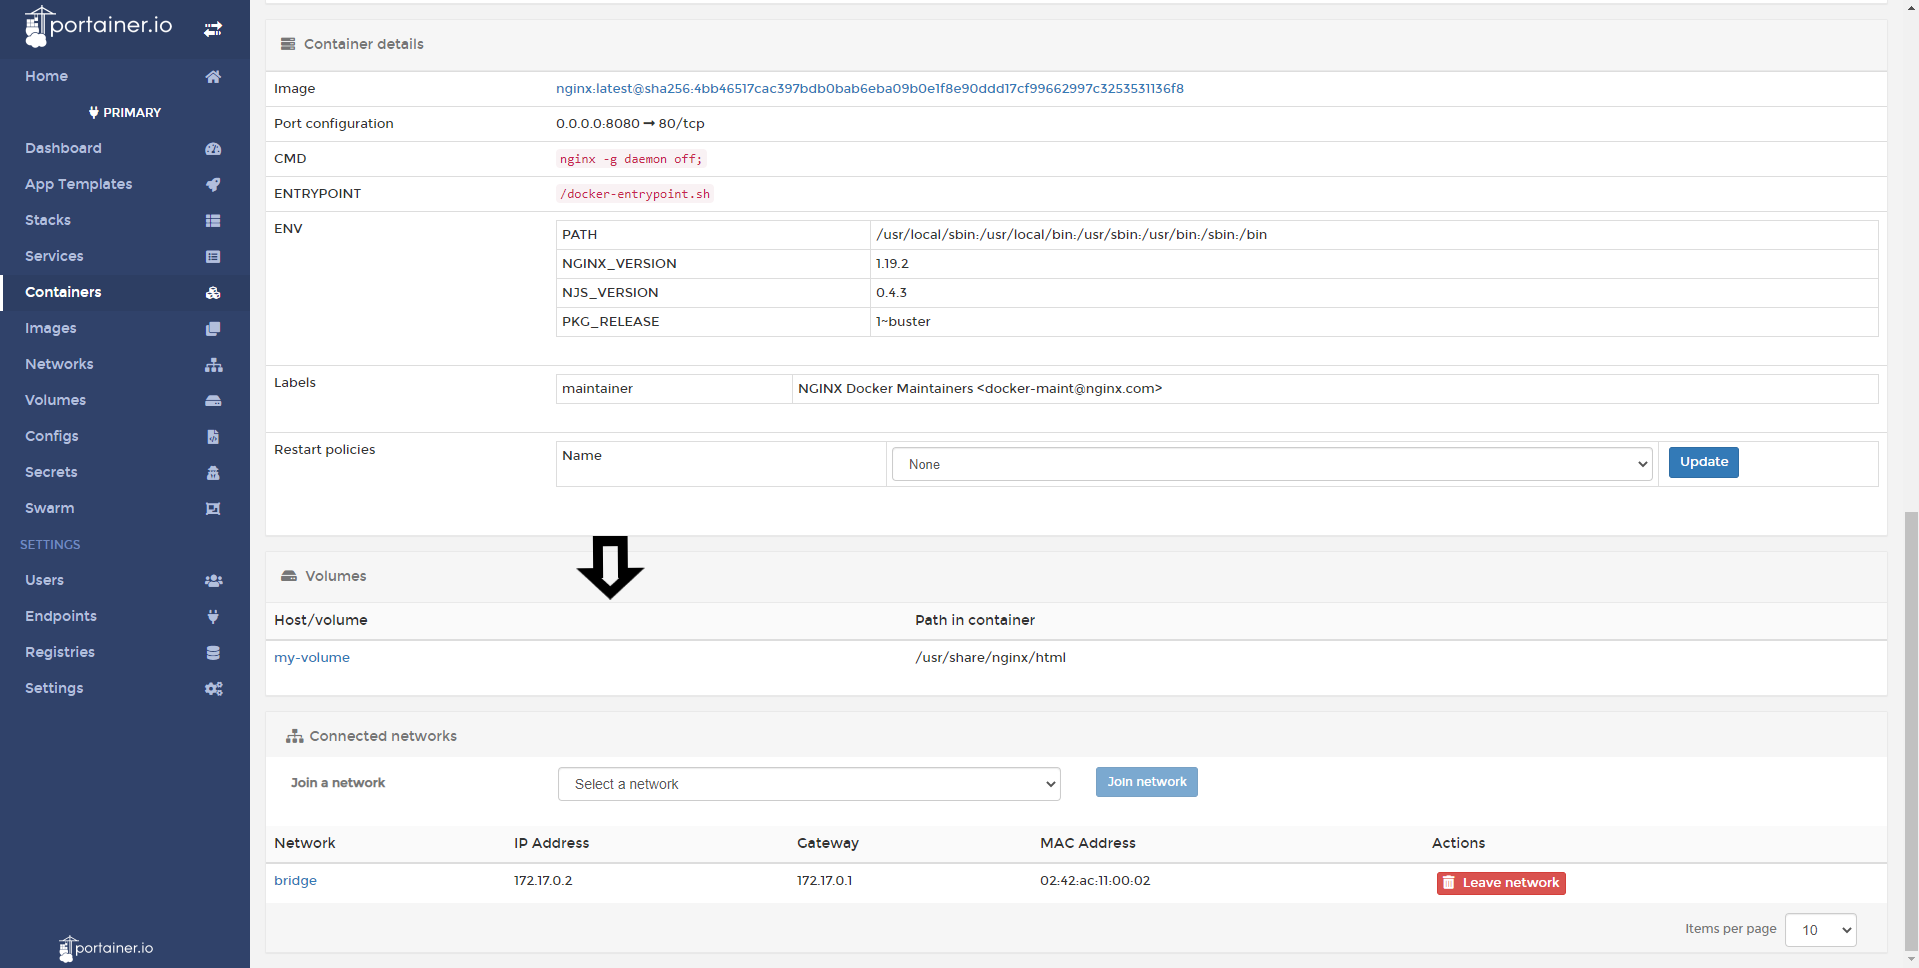 portainer.io
Home
PRIMARY
Dashboard
App Templates
Stacks
Services
Containers
Images
Networks
Volumes
Configs
Secrets
Swarm
SETTINGS
Users
Endpoints
Registries
Settings
portainer.io
Container details
Image nginx:latest@sha256:4bb46517cac397bdb0bab6eba09b0e1f8e90ddd17cf99662997c3253531136f8
Port configuration 0.0.0.0:8080 ➞ 80/tcp
CMD nginx -g daemon off;
ENTRYPOINT /docker-entrypoint.sh
ENV PATH /usr/local/sbin:/usr/local/bin:/usr/sbin:/usr/bin:/sbin:/bin
NGINX_VERSION 1.19.2
NJS_VERSION 0.4.3
PKG_RELEASE 1~buster
Labels maintainer NGINX Docker Maintainers <docker-maint@nginx.com>
Restart policies Name None Update
Volumes
Host/volume Path in container
my-volume /usr/share/nginx/html
Connected networks
Join a network Select a network Join network
Network IP Address Gateway MAC Address Actions
bridge 172.17.0.2 172.17.0.1 02:42:ac:11:00:02 Leave network
Items per page 10